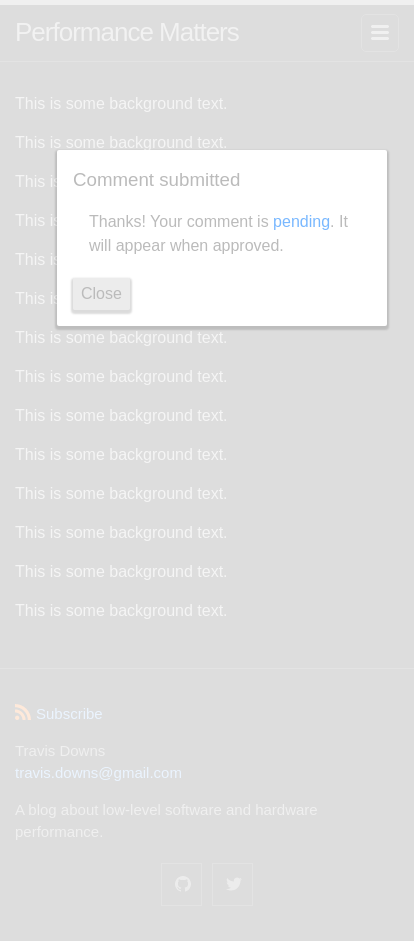 Performance Matters
This is some background text.
This is some background text.
This is
This is
This is
This is
Comment submitted
Thanks! Your comment is pending. It
will appear when approved.
Close
This is some background text.
This is some background text.
This is some background text.
This is some background text.
This is some background text.
This is some background text.
This is some background text.
This is some background text.
Subscribe
Travis Downs
travis.downs@gmail.com
A blog about low-level software and hardware
performance.